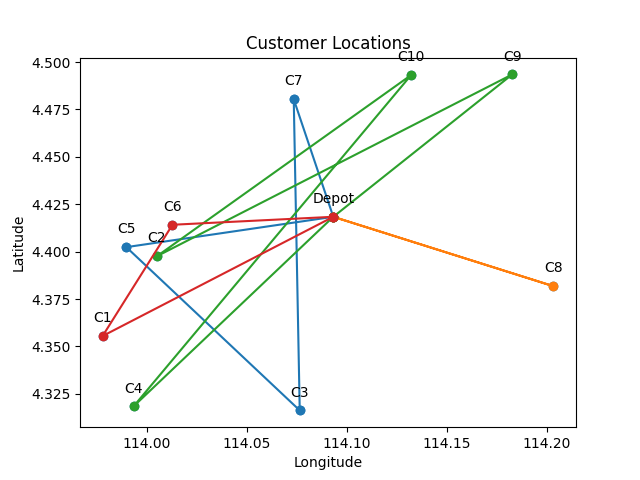 Customer Locations
C10
C9
C7
Depot
C6
C5
C2
C8
C1
C4
C3
4.500
4.475
4.450
4.425
4.400
4.375
4.350
4.325
Latitude
114.00
114.05
114.10
114.15
114.20
Longitude